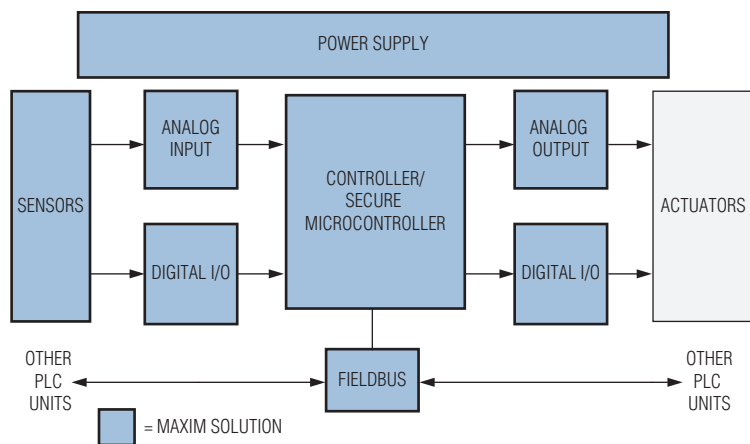 POWER SUPPLY
SENSORS
ANALOG
INPUT
DIGITAL I/O
CONTROLLER/
SECURE
MICROCONTROLLER
ANALOG
OUTPUT
DIGITAL I/O
ACTUATORS
OTHER
PLC
UNITS
FIELDBUS
OTHER
PLC
UNITS
= MAXIM SOLUTION